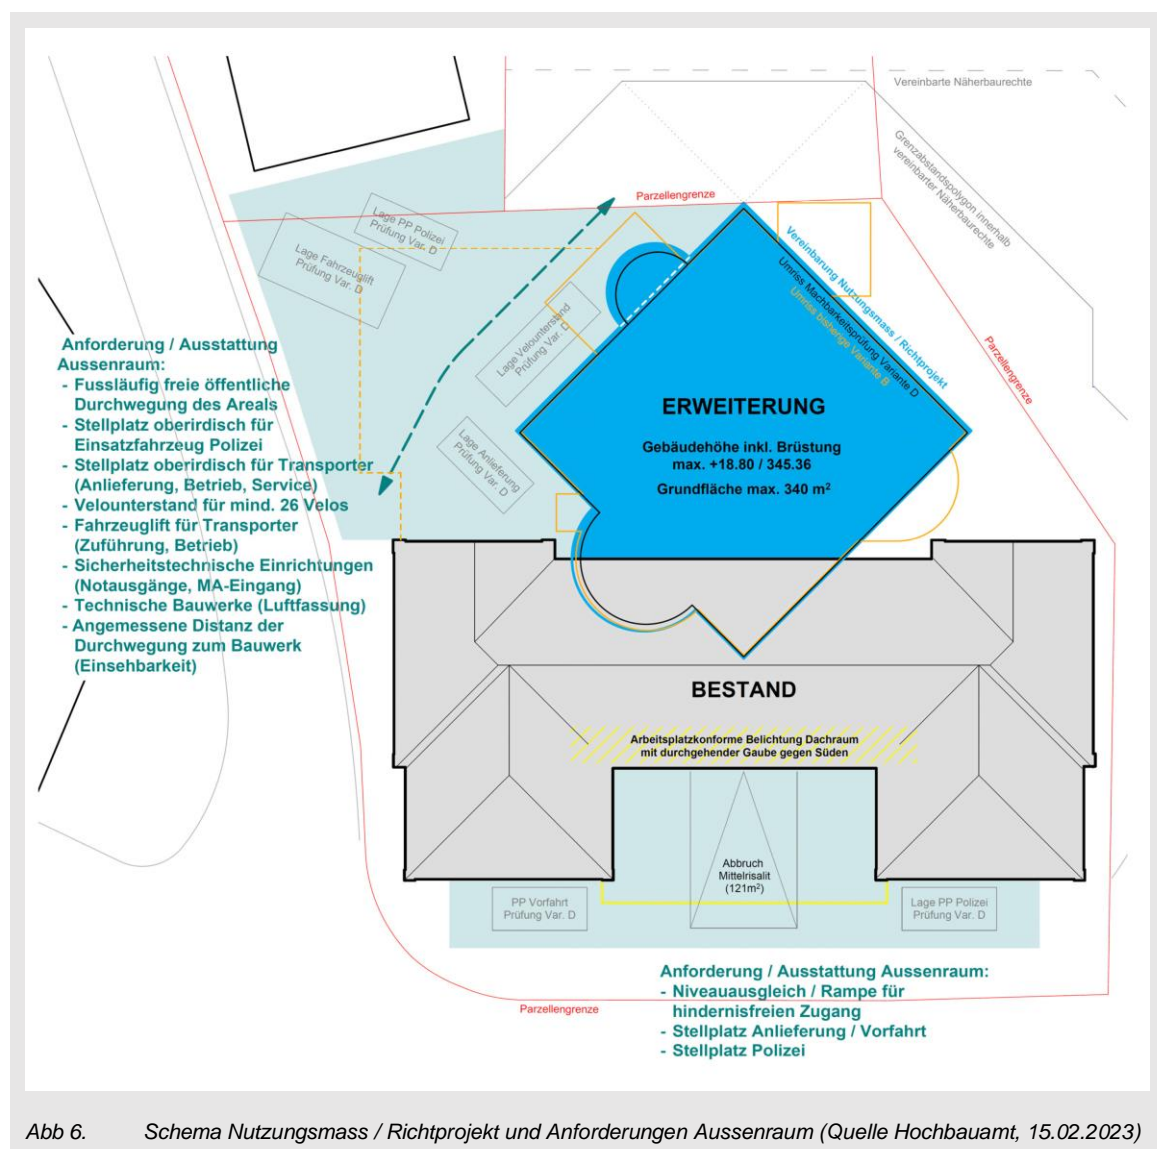 Vereinbarte Näherbaurechte
Grenzabstandspolygon innerhalb
vereinbarter Näherbaurechte
Parzellengrenze
Lage PP Polizei
Prüfung Var. D
Lage Fahrzeuglift
Prüfung Var. D
Lage Velounterstand
Prüfung Var. D
Lage Anlieferung
Prüfung Var. D
Vereinbarung Nutzungsmass / Richtprojekt
Umriss Machbarkeitsprüfung Variante D
Umriss bisherige Variante B
Parzellengrenze
Anforderung / Ausstattung
Aussenraum:
- Fussläufig freie öffentliche
Durchwegung des Areals
- Stellplatz oberirdisch für
Einsatzfahrzeug Polizei
- Stellplatz oberirdisch für Transporter
(Anlieferung, Betrieb, Service)
- Velounterstand für mind. 26 Velos
- Fahrzeuglift für Transporter
(Zuführung, Betrieb)
- Sicherheitstechnische Einrichtungen
(Notausgänge, MA-Eingang)
- Technische Bauwerke (Luftfassung)
- Angemessene Distanz der
Durchwegung zum Bauwerk
(Einsehbarkeit)
ERWEITERUNG
Gebäudehöhe inkl. Brüstung
max. +18.80 / 345.36
Grundfläche max. 340 m²
BESTAND
Arbeitsplatzkonforme Belichtung Dachraum
mit durchgehender Gaube gegen Süden
Abbruch
Mittelrisalit
(121m²)
PP Vorfahrt
Prüfung Var. D
Lage PP Polizei
Prüfung Var. D
Anforderung / Ausstattung Aussenraum:
- Niveauausgleich / Rampe für
hindernisfreien Zugang
- Stellplatz Anlieferung / Vorfahrt
- Stellplatz Polizei
Parzellengrenze
Abb 6. Schema Nutzungsmass / Richtprojekt und Anforderungen Aussenraum (Quelle Hochbauamt, 15.02.2023)